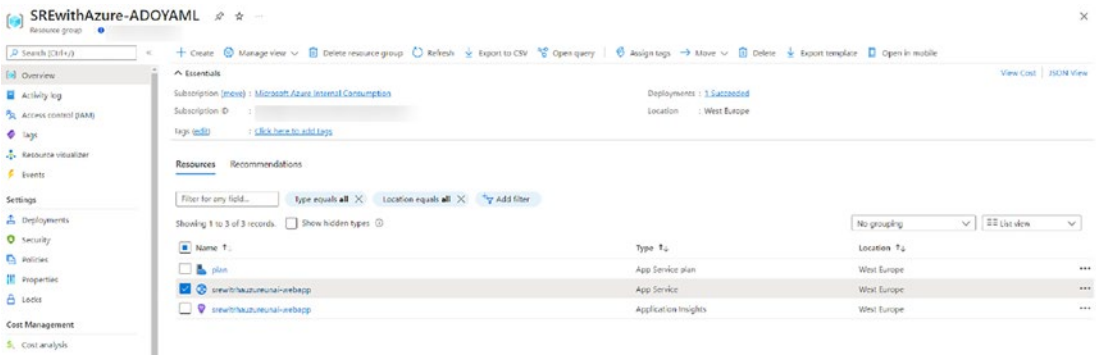 SREwithAzure-ADOYAML
Resource group
Search (Ctrl+/)
Create Manage view Delete resource group Refresh Export to CSV Open query Assign tags Move Delete Export template Open in mobile
Overview
Activity log
Access control (IAM)
Tags
Resource visualizer
Events
Settings
Deployments
Security
Policies
Properties
Locks
Cost Management
Cost analysis
Essentials
View Cost JSON View
Subscription (move) : Microsoft Azure Internal Consumption
Deployments : 1 Succeeded
Subscription ID :
Location : West Europe
Tags (edit) : Click here to add tags
Resources Recommendations
Filter for any field... Type equals all Location equals all Add filter
Showing 1 to 3 of 3 records. Show hidden types
No grouping List view
Name Type Location
plan App Service plan West Europe
srewithauzureunai-webapp App Service West Europe
srewithauzureunai-webapp Application Insights West Europe